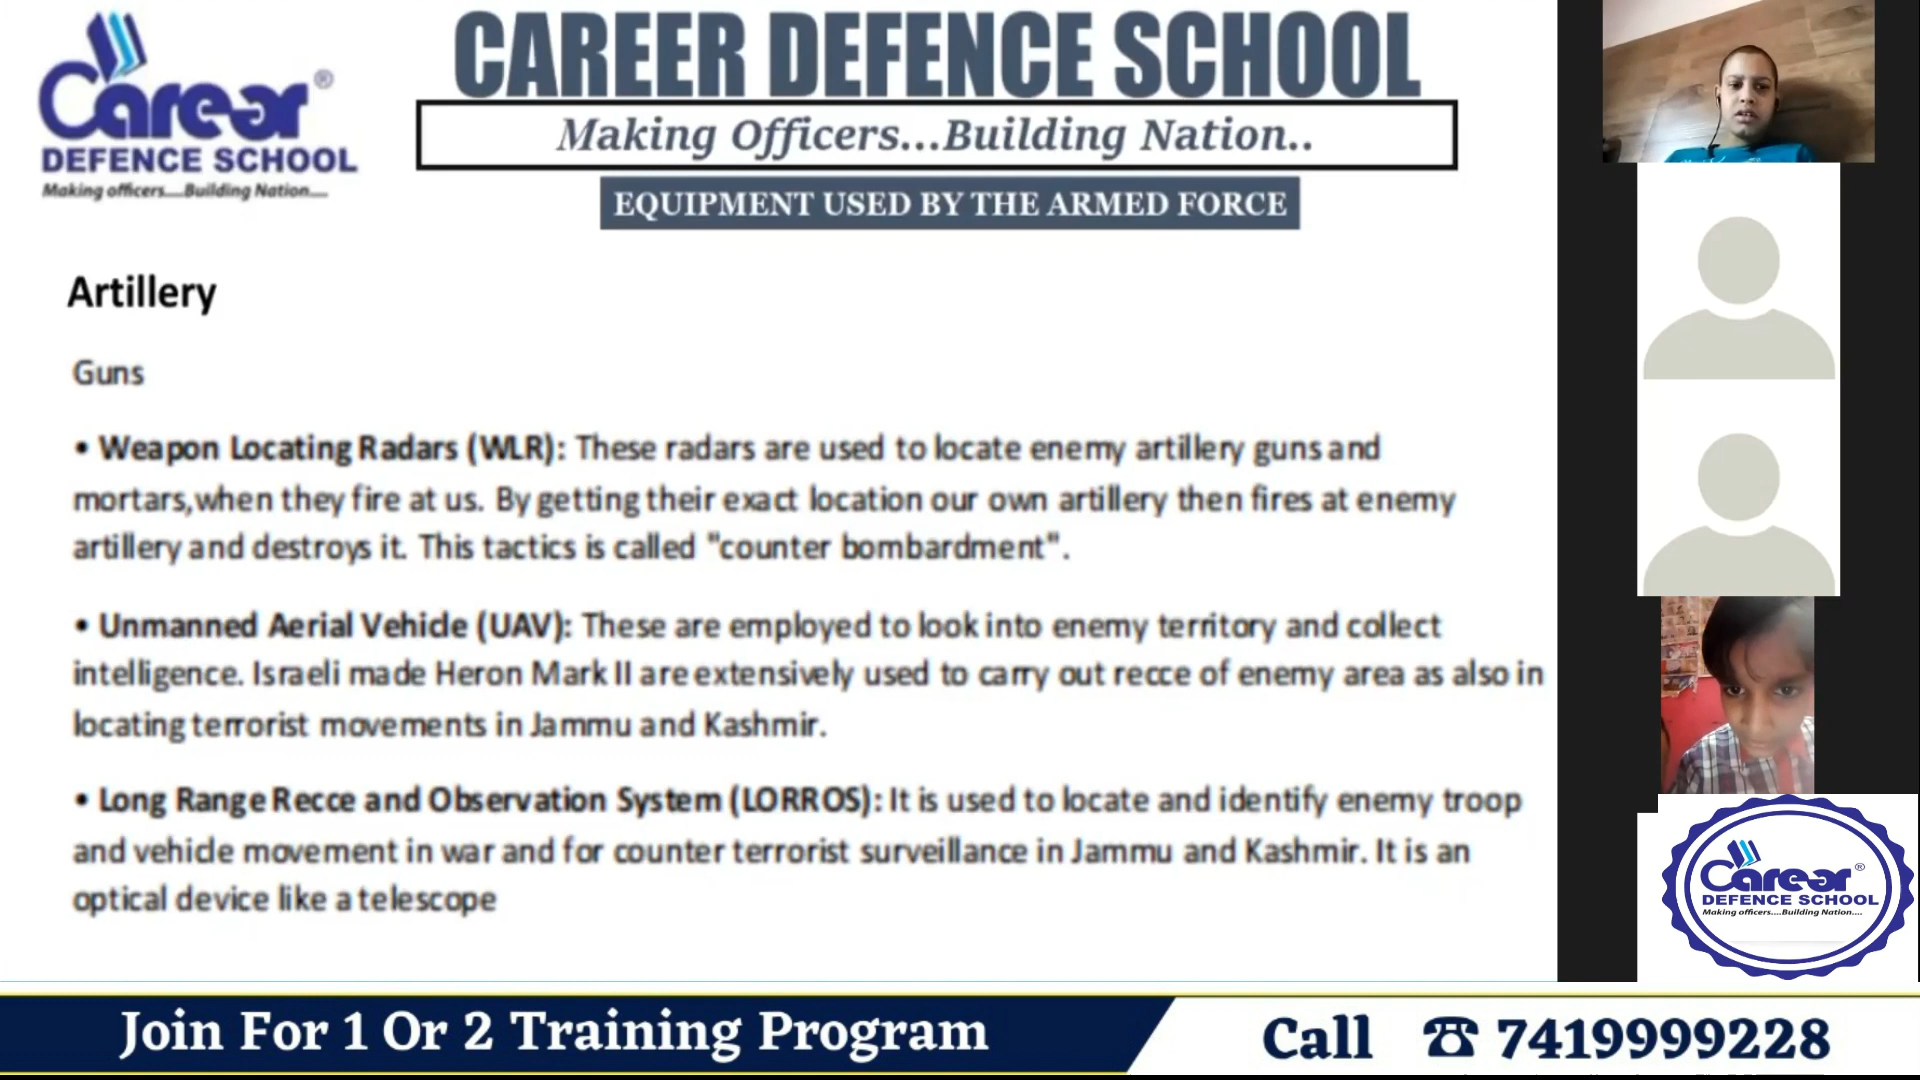 Carear®
DEFENCE SCHOOL
Making officers....Building Nation....
CAREER DEFENCE SCHOOL
Making Officers...Building Nation..
EQUIPMENT USED BY THE ARMED FORCE
Artillery
Guns
• Weapon Locating Radars (WLR): These radars are used to locate enemy artillery guns and
mortars,when they fire at us. By getting their exact location our own artillery then fires at enemy
artillery and destroys it. This tactics is called "counter bombardment".
• Unmanned Aerial Vehicle (UAV): These are employed to look into enemy territory and collect
intelligence. Israeli made Heron Mark II are extensively used to carry out recce of enemy area as also in
locating terrorist movements in Jammu and Kashmir.
• Long Range Recce and Observation System (LORROS): It is used to locate and identify enemy troop
and vehicle movement in war and for counter terrorist surveillance in Jammu and Kashmir. It is an
optical device like a telescope
Carear®
DEFENCE SCHOOL
Making officers....Building Nation....
Join For 1 Or 2 Training Program
Call ☎ 7419999228